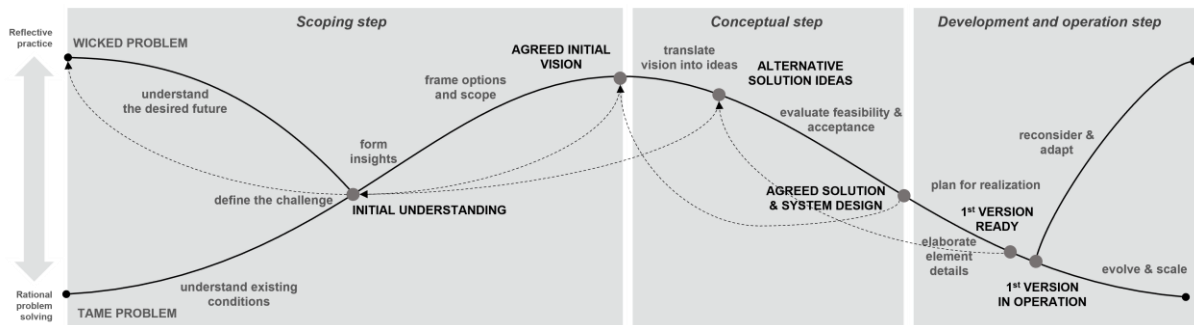 Scoping step
Conceptual step
Development and operation step
Reflective
practice
WICKED PROBLEM
understand
the desired future
define the challenge
form
insights
INITIAL UNDERSTANDING
understand existing
conditions
TAME PROBLEM
Rational
problem
solving
frame options
and scope
AGREED INITIAL
VISION
translate
vision into ideas
ALTERNATIVE
SOLUTION IDEAS
evaluate feasibility &
acceptance
AGREED SOLUTION
& SYSTEM DESIGN
plan for realization
1st VERSION
READY
elaborate
element
details
1st VERSION
IN OPERATION
reconsider &
adapt
evolve & scale